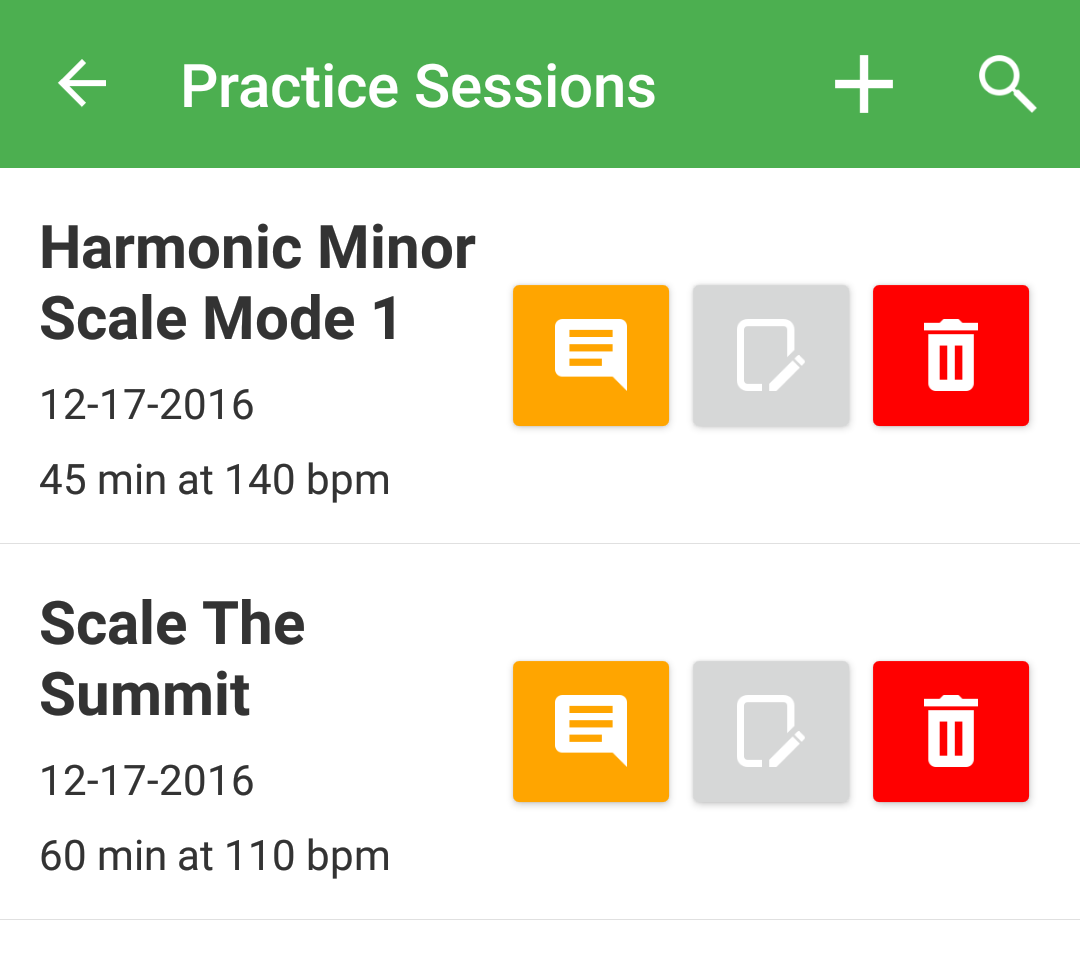 Practice Sessions
Harmonic Minor
Scale Mode 1
12-17-2016
45 min at 140 bpm
Scale The
Summit
12-17-2016
60 min at 110 bpm